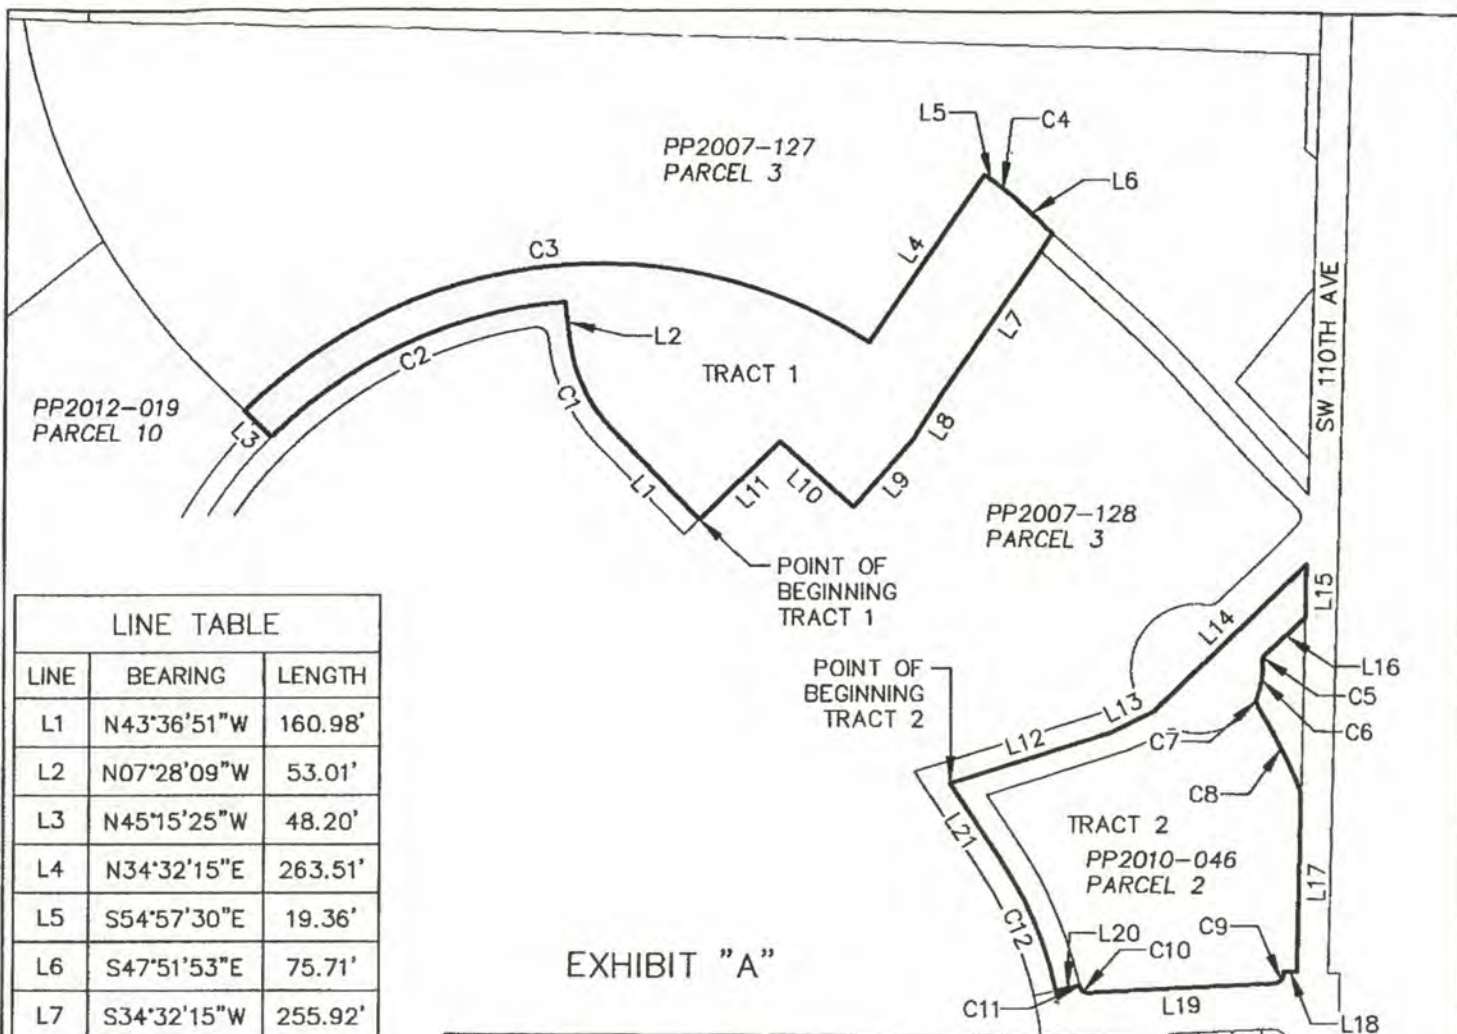 L5
C4
PP2007-127
PARCEL 3
L6
C3
L4
SW 110TH AVE
L2
L7
C2
TRACT 1
C1
PP2012-019
PARCEL 10
L3
L8
L11
L10
L1
L9
PP2007-128
PARCEL 3
POINT OF
BEGINNING
TRACT 1
L15
L14
LINE TABLE
LINE BEARING LENGTH
L1 N43°36'51"W 160.98'
L2 N07°28'09"W 53.01'
L3 N45°15'25"W 48.20'
L4 N34°32'15"E 263.51'
L5 S54°57'30"E 19.36'
L6 S47°51'53"E 75.71'
L7 S34°32'15"W 255.92'
POINT OF
BEGINNING
TRACT 2
L16
C5
C6
L13
L12
C7
C8
L21
TRACT 2
PP2010-046
PARCEL 2
L17
C12
L20
C10
C9
EXHIBIT "A"
C11
L19
L18